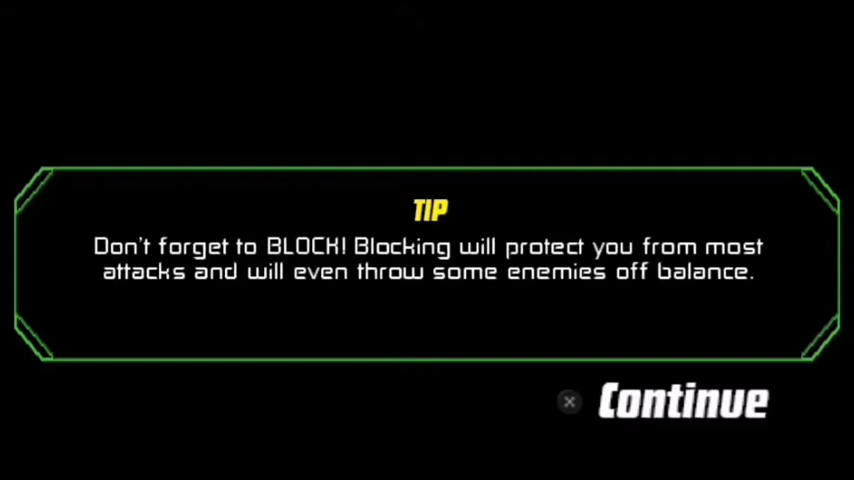 TIP
Don't forget to BLOCK! Blocking will protect you from most
attacks and will even throw some enemies off balance.
Continue